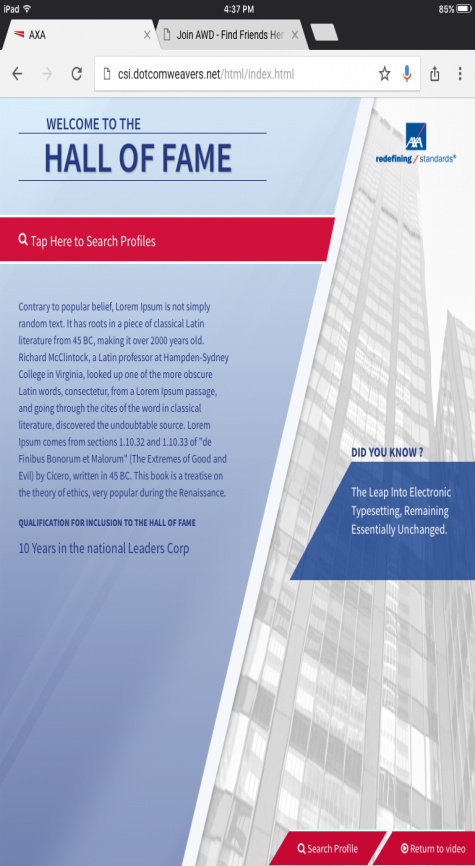 iPad 4:37 PM 85%
AXA
Join AWD - Find Friends Her
csi.dotcomweavers.net/html/index.html
WELCOME TO THE
HALL OF FAME
AXA
redefining / standards®
Tap Here to Search Profiles
Contrary to popular belief, Lorem Ipsum is not simply
random text. It has roots in a piece of classical Latin
literature from 45 BC, making it over 2000 years old.
Richard McClintock, a Latin professor at Hampden-Sydney
College in Virginia, looked up one of the more obscure
Latin words, consectetur, from a Lorem Ipsum passage,
and going through the cites of the word in classical
literature, discovered the undoubtable source. Lorem
Ipsum comes from sections 1.10.32 and 1.10.33 of "de
Finibus Bonorum et Malorum" (The Extremes of Good and
Evil) by Cicero, written in 45 BC. This book is a treatise on
the theory of ethics, very popular during the Renaissance.
QUALIFICATION FOR INCLUSION TO THE HALL OF FAME
10 Years in the national Leaders Corp
DID YOU KNOW ?
The Leap Into Electronic
Typesetting, Remaining
Essentially Unchanged.
Search Profile
Return to video